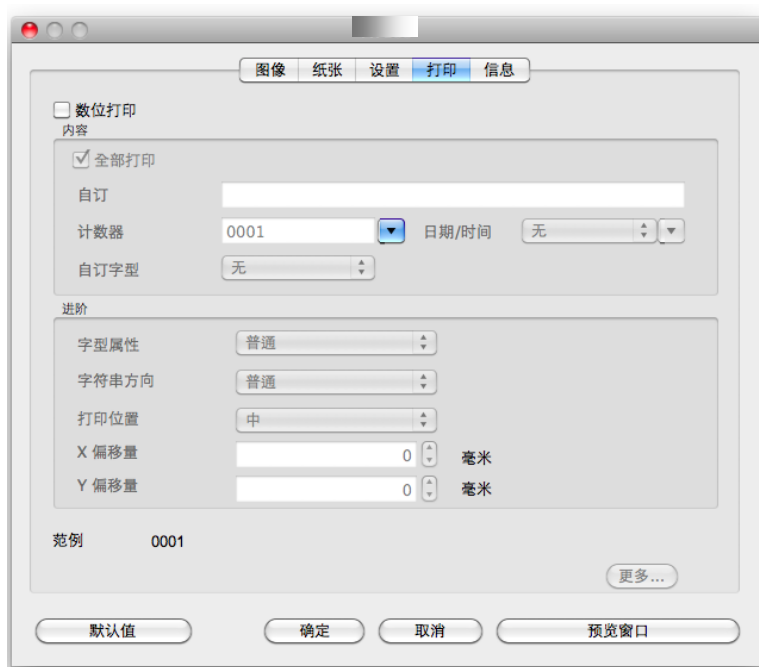 图像 纸张 设置 打印 信息
数位打印
内容
全部打印
自订
计数器 0001 日期/时间 无
自订字型 无
进阶
字型属性 普通
字符串方向 普通
打印位置 中
X 偏移量 0 毫米
Y 偏移量 0 毫米
范例 0001
更多...
默认值 确定 取消 预览窗口